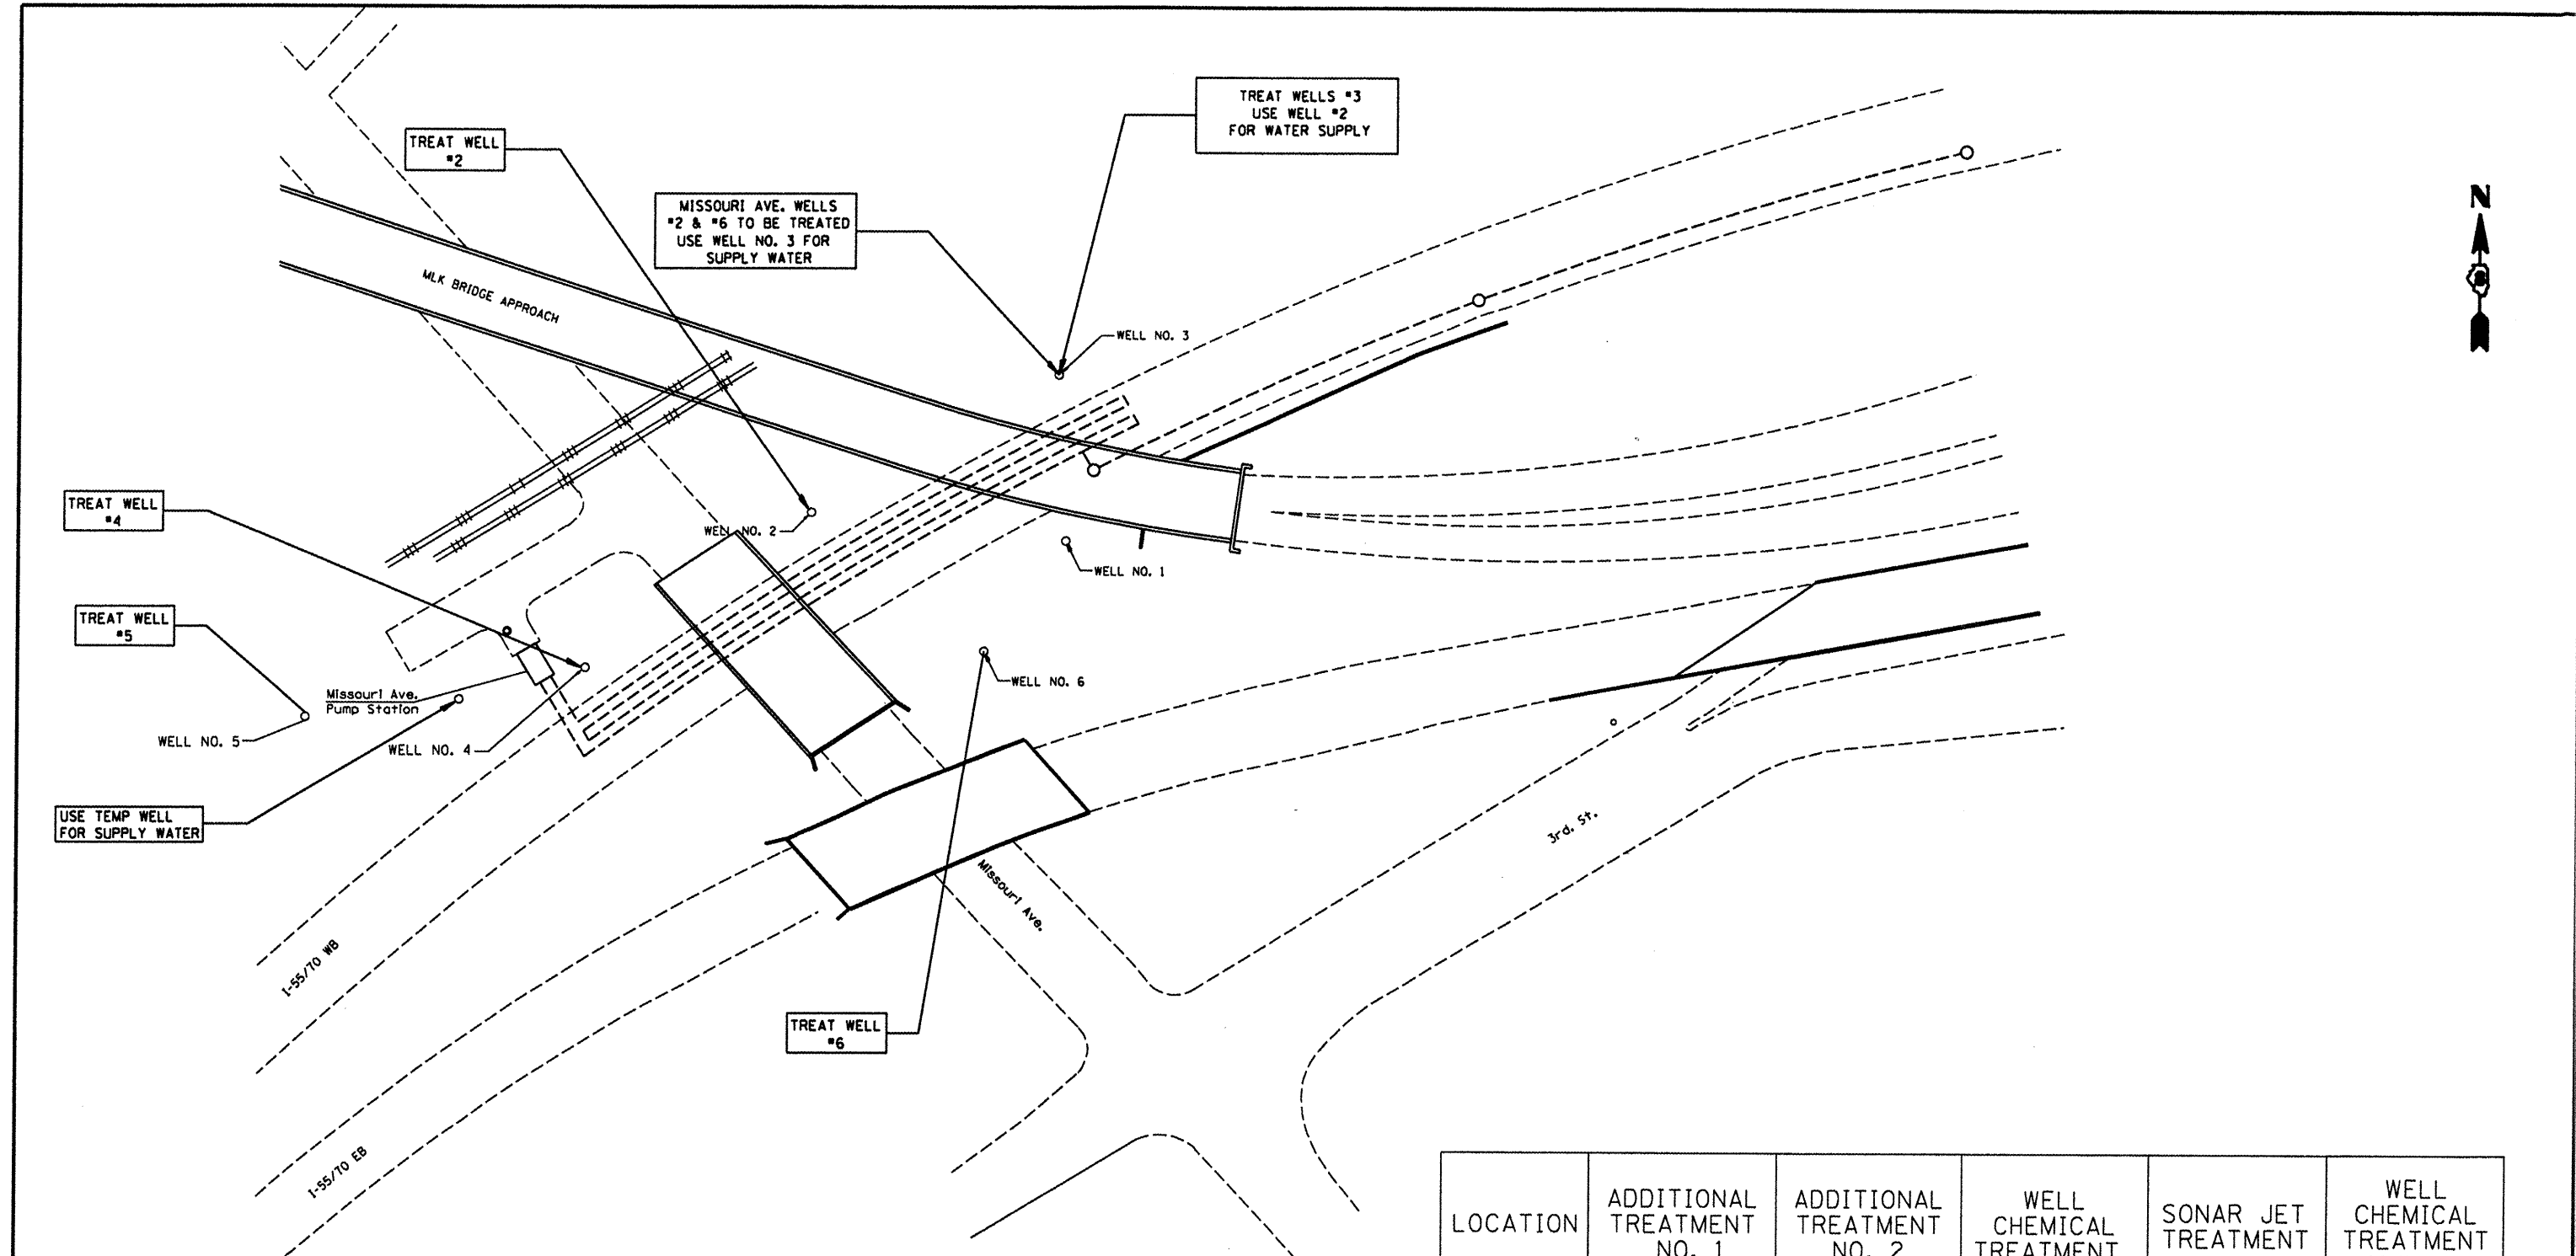 TREAT WELLS #3
USE WELL #2
FOR WATER SUPPLY
TREAT WELL
#2
MISSOURI AVE. WELLS
#2 & #6 TO BE TREATED
USE WELL NO. 3 FOR
SUPPLY WATER
N
MLK BRIDGE APPROACH
WELL NO. 3
TREAT WELL
#4
WELL NO. 2
WELL NO. 1
TREAT WELL
#5
WELL NO. 6
Missouri Ave.
Pump Station
WELL NO. 5
WELL NO. 4
USE TEMP WELL
FOR SUPPLY WATER
3rd. St.
Missouri Ave.
I-55/70 WB
TREAT WELL
#6
I-55/70 EB
LOCATION
ADDITIONAL
TREATMENT
NO. 1
ADDITIONAL
TREATMENT
NO. 2
WELL
CHEMICAL
TREATMENT
SONAR JET
TREATMENT
WELL
CHEMICAL
TREATMENT